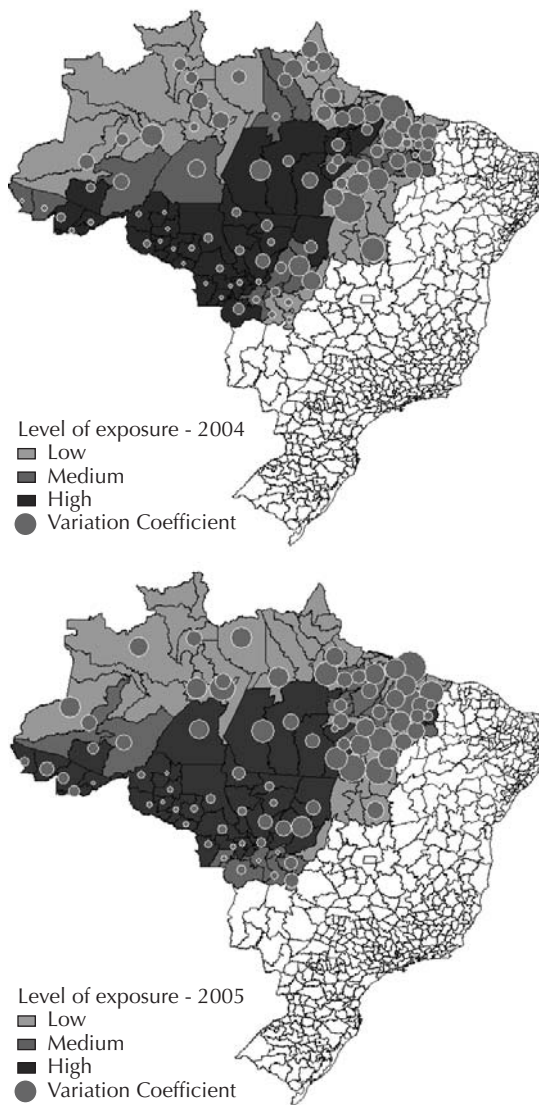 Level of exposure - 2004
Low
Medium
High
Variation Coefficient
Level of exposure - 2005
Low
Medium
High
Variation Coefficient